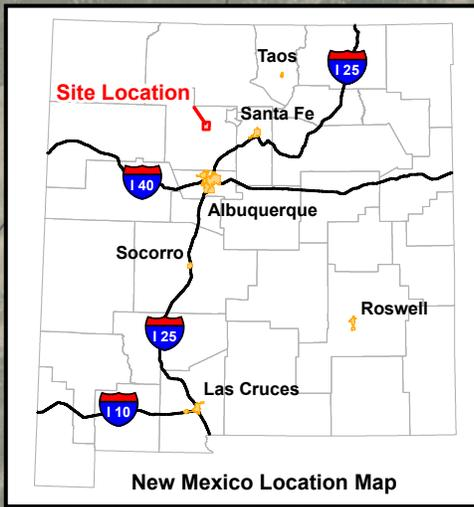 Taos
I 25
Site Location
Santa Fe
I 40
Albuquerque
Socorro
Roswell
I 25
Las Cruces
I 10
New Mexico Location Map